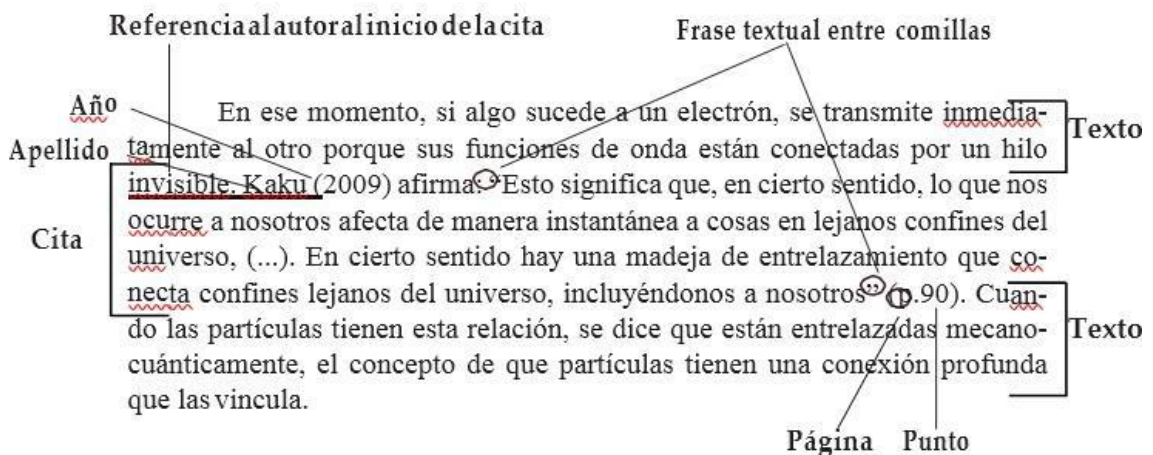 Referencia al autor al inicio de la cita
Frase textual entre comillas
Año
Apellido
Cita
En ese momento, si algo sucede a un electrón, se transmite inmedia-
tamente al otro porque sus funciones de onda están conectadas por un hilo
invisible. Kaku (2009) afirma: “Esto significa que, en cierto sentido, lo que nos
ocurre a nosotros afecta de manera instantánea a cosas en lejanos confines del
universo, (...). En cierto sentido hay una madeja de entrelazamiento que co-
necta confines lejanos del universo, incluyéndonos a nosotros” (p.90). Cuan-
do las partículas tienen esta relación, se dice que están entrelazadas mecano-
cuánticamente, el concepto de que partículas tienen una conexión profunda
que las vincula.
Texto
Texto
Página
Punto